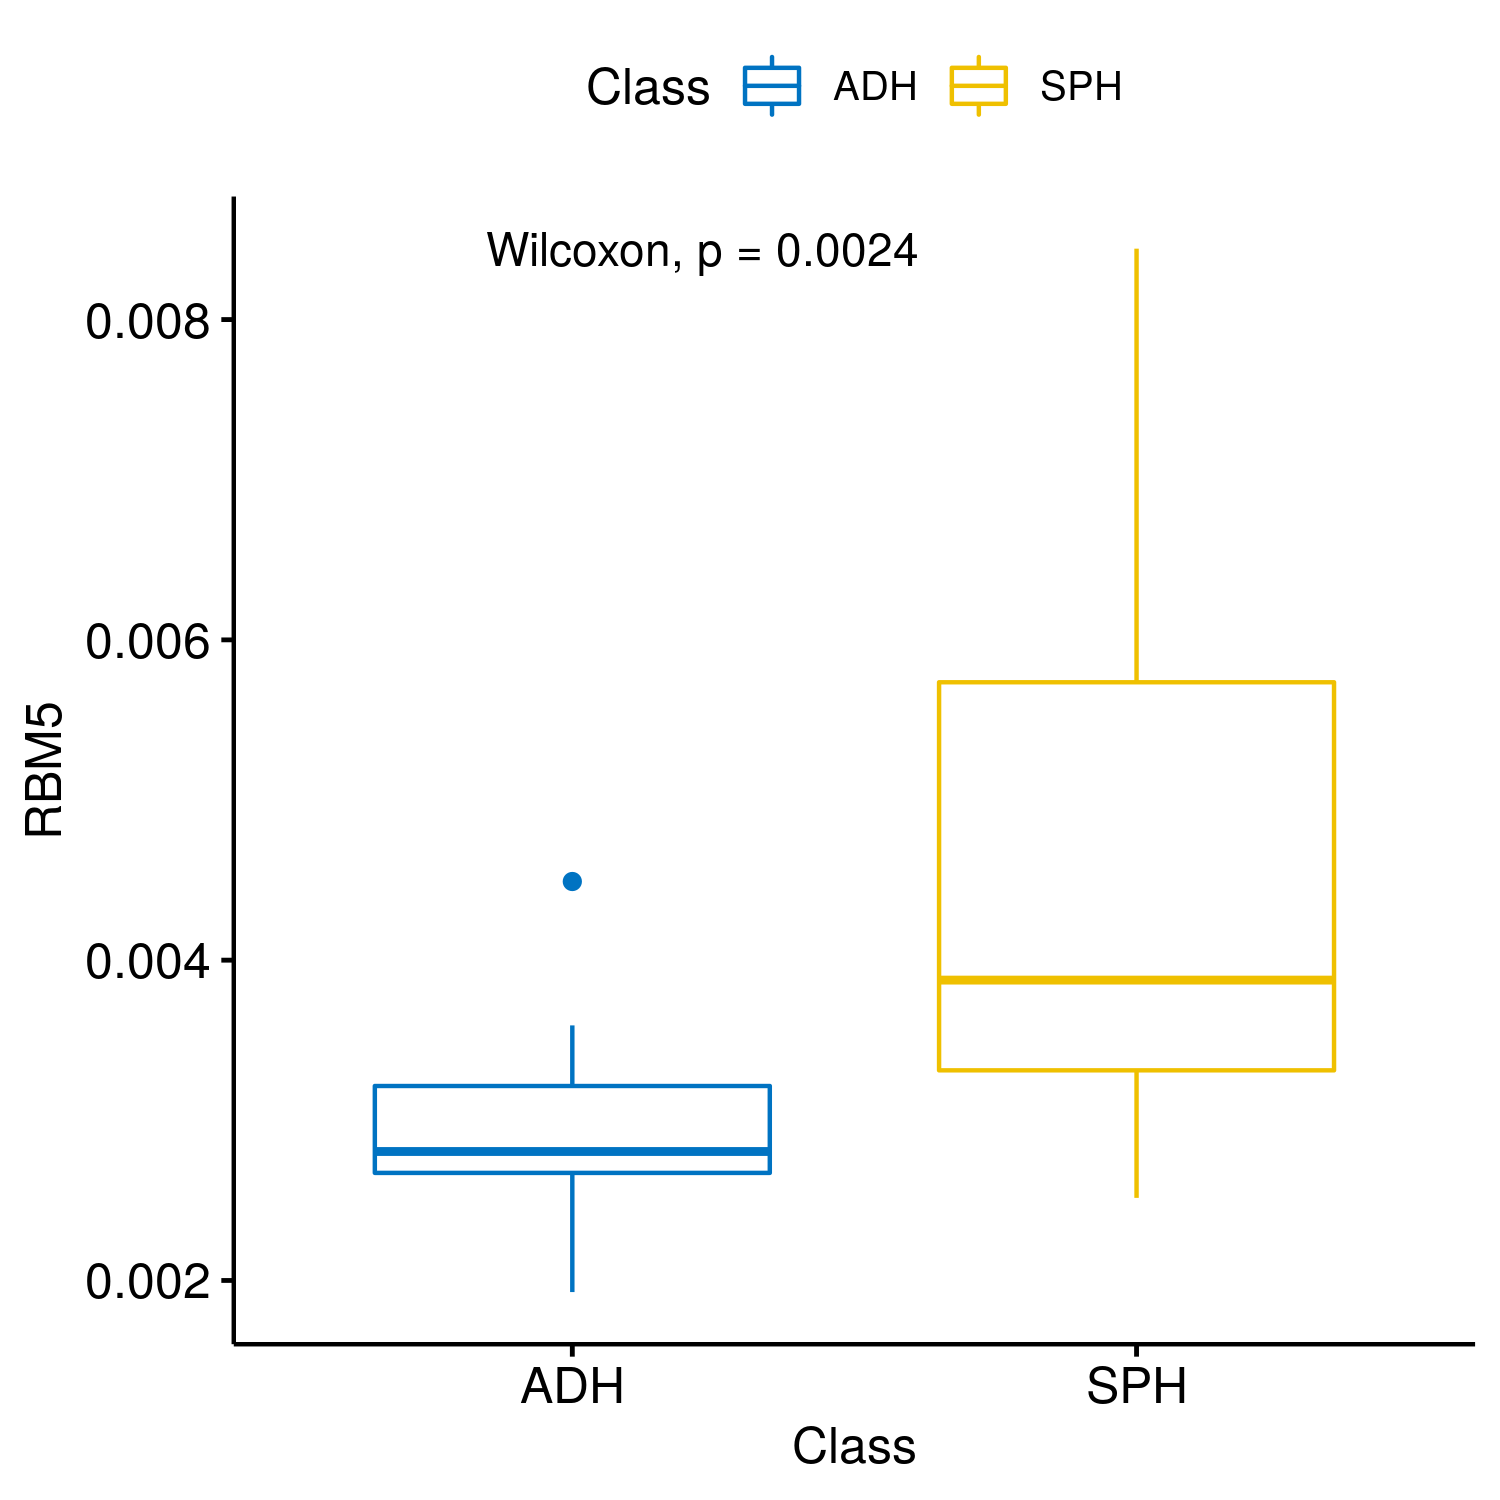 Class ADH SPH
Wilcoxon, p = 0.0024
0.008
0.006
0.004
0.002
RBM5
ADH SPH
Class